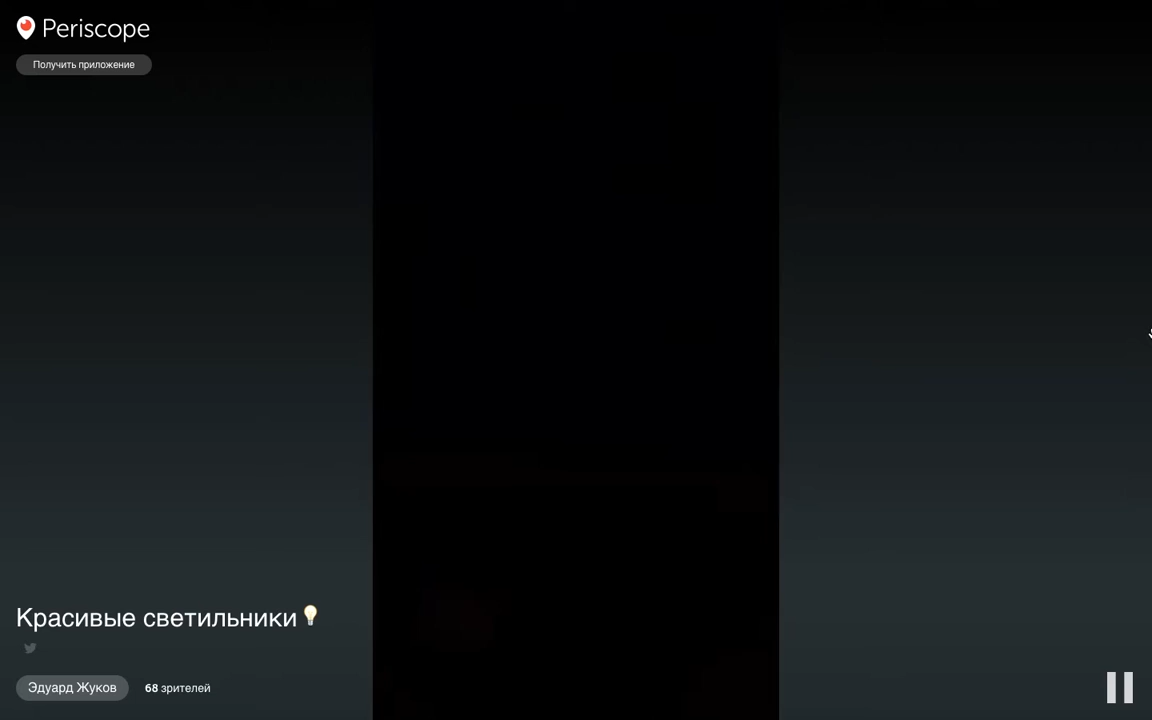 Periscope
Получить приложение
Красивые светильники💡
Эдуард Жуков 68 зрителей